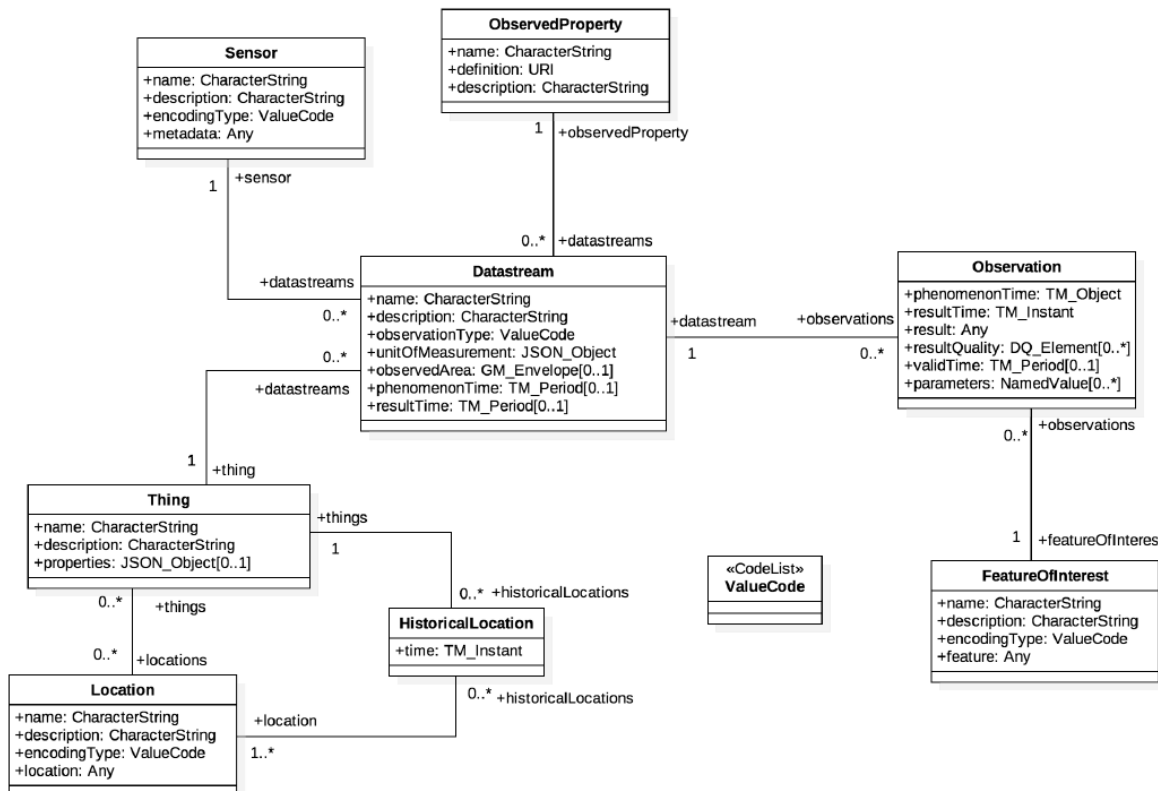 ObservedProperty
+name: CharacterString
+definition: URI
+description: CharacterString
Sensor
+name: CharacterString
+description: CharacterString
+encodingType: ValueCode
+metadata: Any
1
+observedProperty
1
+sensor
0..*
+datastreams
+datastreams
0..*
Datastream
+name: CharacterString
+description: CharacterString
+observationType: ValueCode
+unitOfMeasurement: JSON_Object
+observedArea: GM_Envelope[0..1]
+phenomenonTime: TM_Period[0..1]
+resultTime: TM_Period[0..1]
+datastream
1
+observations
0..*
Observation
+phenomenonTime: TM_Object
+resultTime: TM_Instant
+result: Any
+resultQuality: DQ_Element[0..*]
+validTime: TM_Period[0..1]
+parameters: NamedValue[0..*]
0..*
+datastreams
+observations
0..*
1
+thing
Thing
+name: CharacterString
+description: CharacterString
+properties: JSON_Object[0..1]
+things
1
1
+featureOfInteres
«CodeList»
ValueCode
FeatureOfInterest
+name: CharacterString
+description: CharacterString
+encodingType: ValueCode
+feature: Any
0..*
+things
0..*
+historicalLocations
HistoricalLocation
+time: TM_Instant
0..*
+locations
0..*
+historicalLocations
Location
+name: CharacterString
+description: CharacterString
+encodingType: ValueCode
+location: Any
+location
1..*